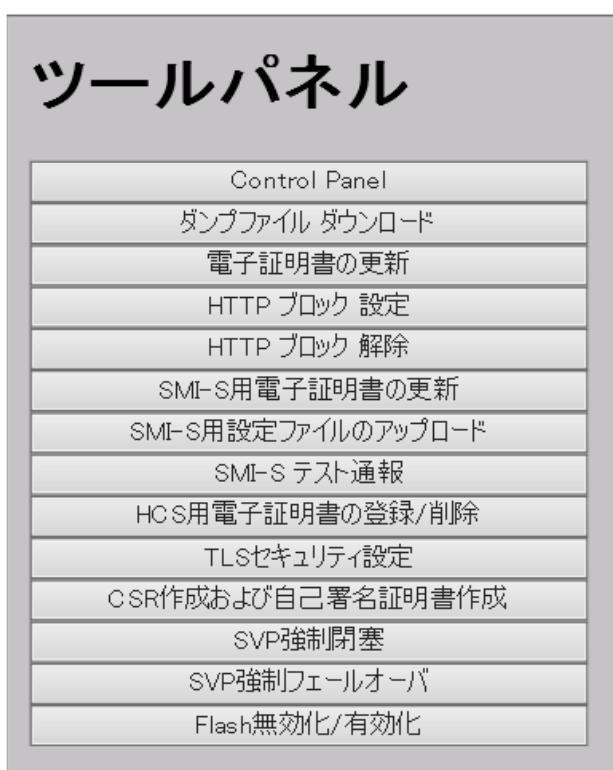 ツールパネル
Control Panel
ダンプファイル ダウンロード
電子証明書の更新
HTTP ブロック 設定
HTTP ブロック 解除
SMI-S用電子証明書の更新
SMI-S用設定ファイルのアップロード
SMI-S テスト通報
HCS用電子証明書の登録/削除
TLSセキュリティ設定
CSR作成および自己署名証明書作成
SVP強制閉塞
SVP強制フェールオーバ
Flash無効化/有効化